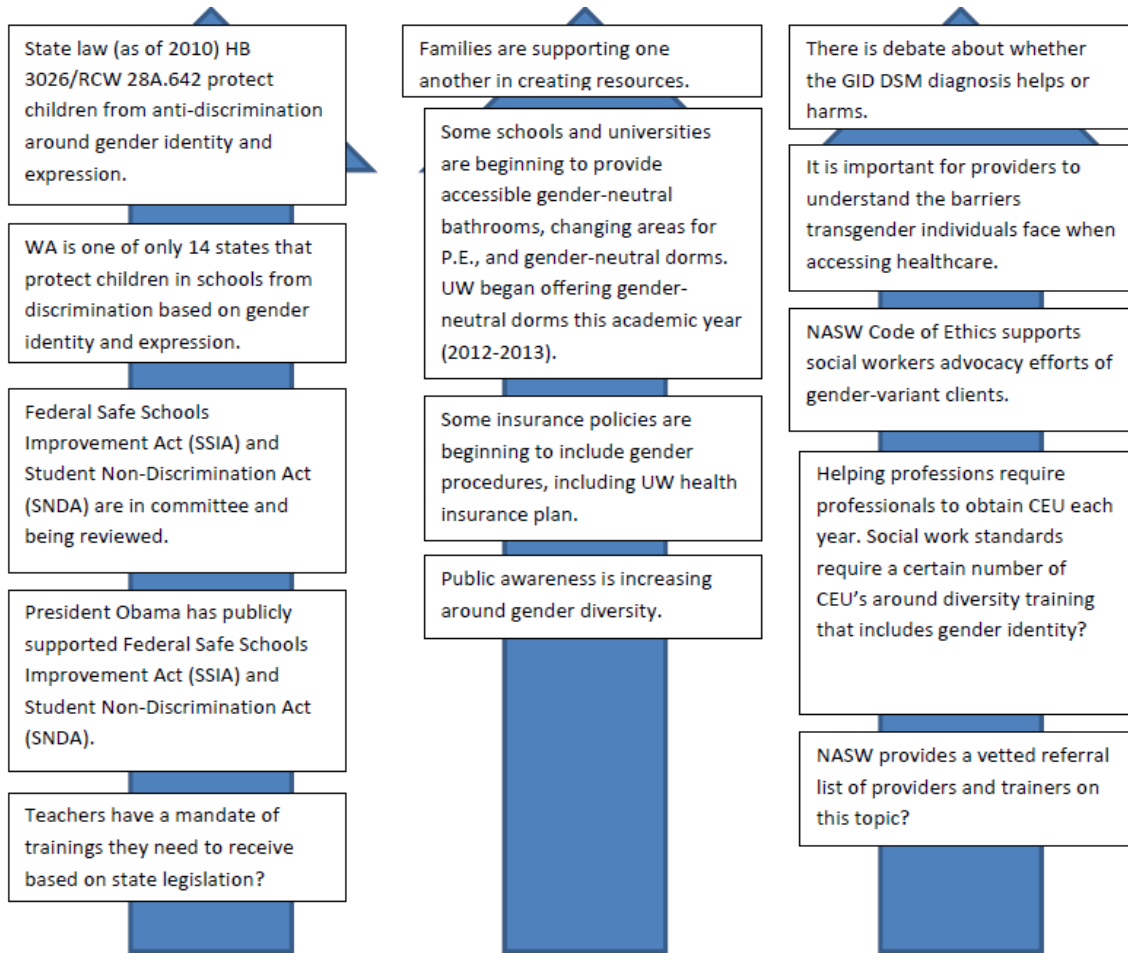 State law (as of 2010) HB
3026/RCW 28A.642 protect
children from anti-discrimination
around gender identity and
expression.
WA is one of only 14 states that
protect children in schools from
discrimination based on gender
identity and expression.
Federal Safe Schools
Improvement Act (SSIA) and
Student Non-Discrimination Act
(SNDA) are in committee and
being reviewed.
President Obama has publicly
supported Federal Safe Schools
Improvement Act (SSIA) and
Student Non-Discrimination Act
(SNDA).
Teachers have a mandate of
trainings they need to receive
based on state legislation?
Families are supporting one
another in creating resources.
Some schools and universities
are beginning to provide
accessible gender-neutral
bathrooms, changing areas for
P.E., and gender-neutral dorms.
UW began offering gender-
neutral dorms this academic year
(2012-2013).
Some insurance policies are
beginning to include gender
procedures, including UW health
insurance plan.
Public awareness is increasing
around gender diversity.
There is debate about whether
the GID DSM diagnosis helps or
harms.
It is important for providers to
understand the barriers
transgender individuals face when
accessing healthcare.
NASW Code of Ethics supports
social workers advocacy efforts of
gender-variant clients.
Helping professions require
professionals to obtain CEU each
year. Social work standards
require a certain number of
CEU's around diversity training
that includes gender identity?
NASW provides a vetted referral
list of providers and trainers on
this topic?